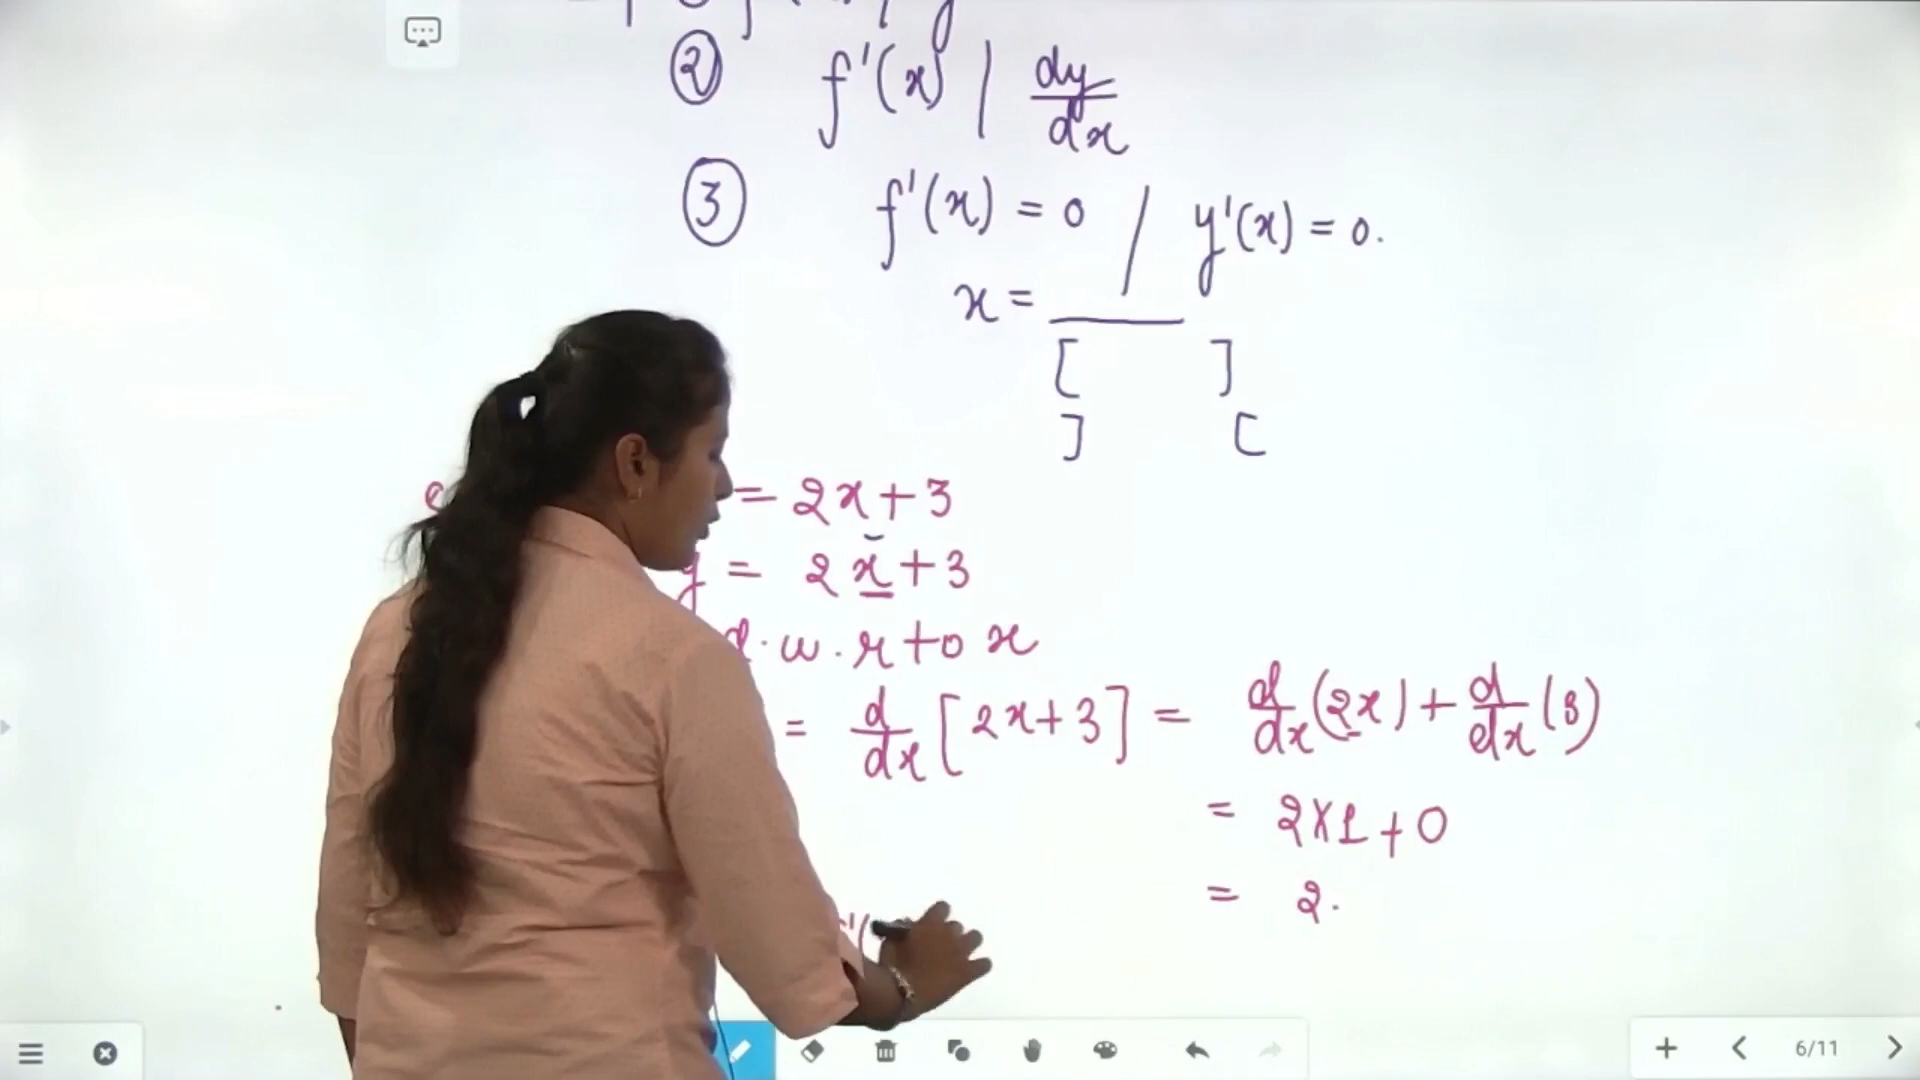 ② f'(x) / dy/dx
③ f'(x) = 0 / y'(x) = 0.
x = ____
[ ]
] [
= 2x + 3
y = 2x + 3
d. w. r to x
= d/dx [2x + 3] = d/dx (2x) + d/dx (3)
= 2 x 1 + 0
= 2.
'(
6/11